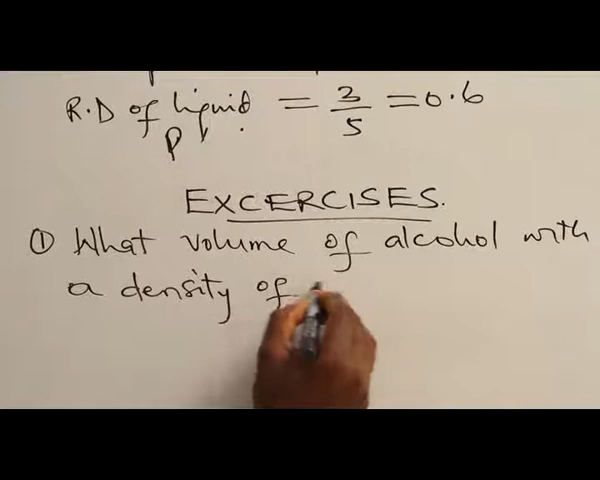 R.D of liquid = 3/5 = 0.6
P
EXCERCISES.
① What volume of alcohol with
a density of